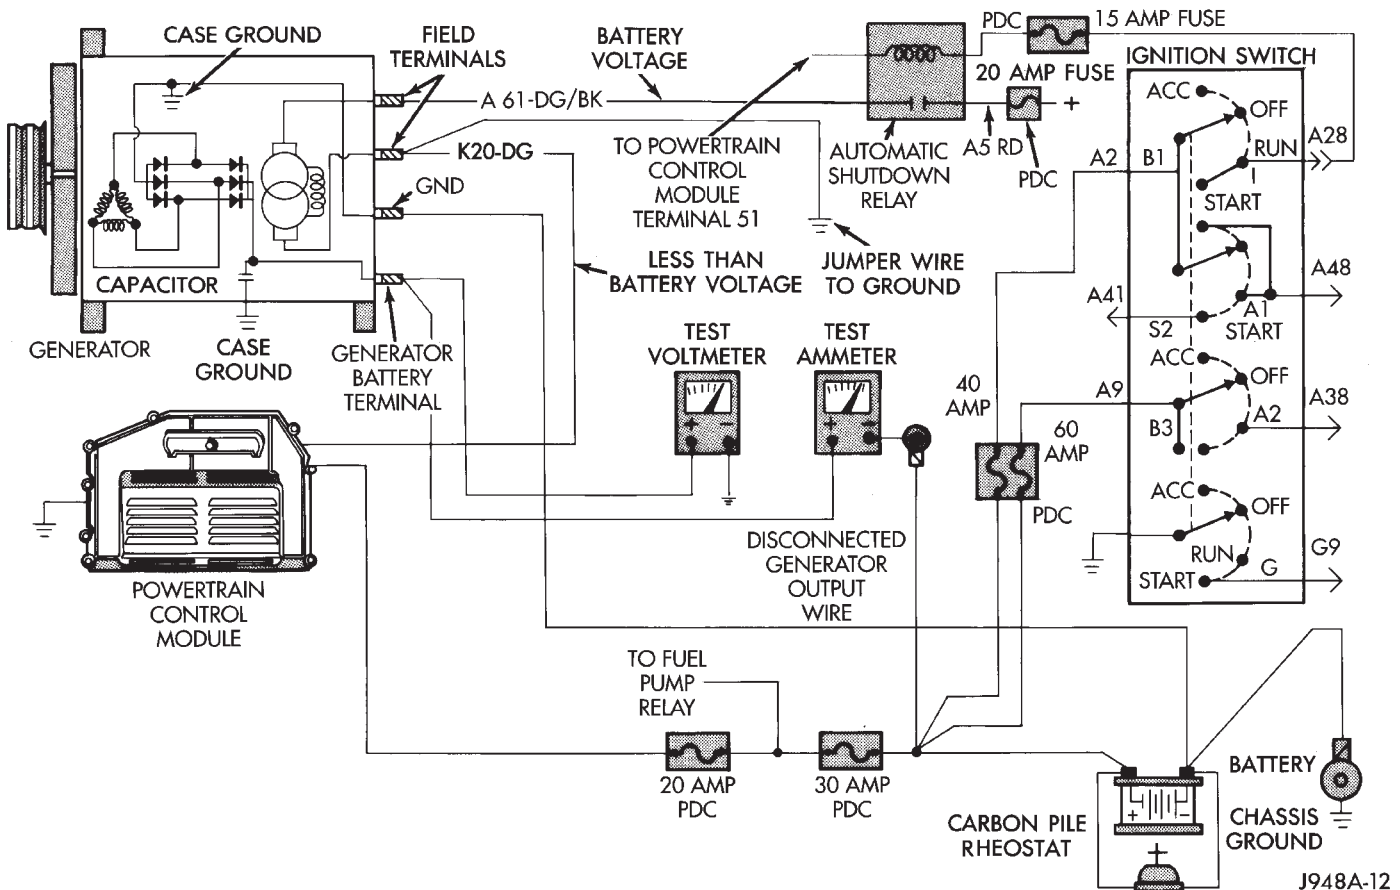 PDC
15 AMP FUSE
CASE GROUND
FIELD
TERMINALS
BATTERY
VOLTAGE
IGNITION SWITCH
20 AMP FUSE
ACC
OFF
A 61-DG/BK
+
K20-DG
TO POWERTRAIN
CONTROL
MODULE
TERMINAL 51
AUTOMATIC
SHUTDOWN
RELAY
A5 RD
PDC
A2
B1
RUN
A28
I
START
GND
CAPACITOR
LESS THAN
BATTERY VOLTAGE
JUMPER WIRE
TO GROUND
A48
A41
A1
S2
START
GENERATOR
CASE
GROUND
GENERATOR
BATTERY
TERMINAL
TEST
VOLTMETER
TEST
AMMETER
ACC
OFF
40
AMP
A9
A38
A2
B3
60
AMP
+ −
+ −
ACC
OFF
PDC
RUN
G9
G
START
DISCONNECTED
GENERATOR
OUTPUT
WIRE
POWERTRAIN
CONTROL
MODULE
TO FUEL
PUMP
RELAY
20 AMP
PDC
30 AMP
PDC
BATTERY
+ −
CARBON PILE
RHEOSTAT
CHASSIS
GROUND
+
J948A-12